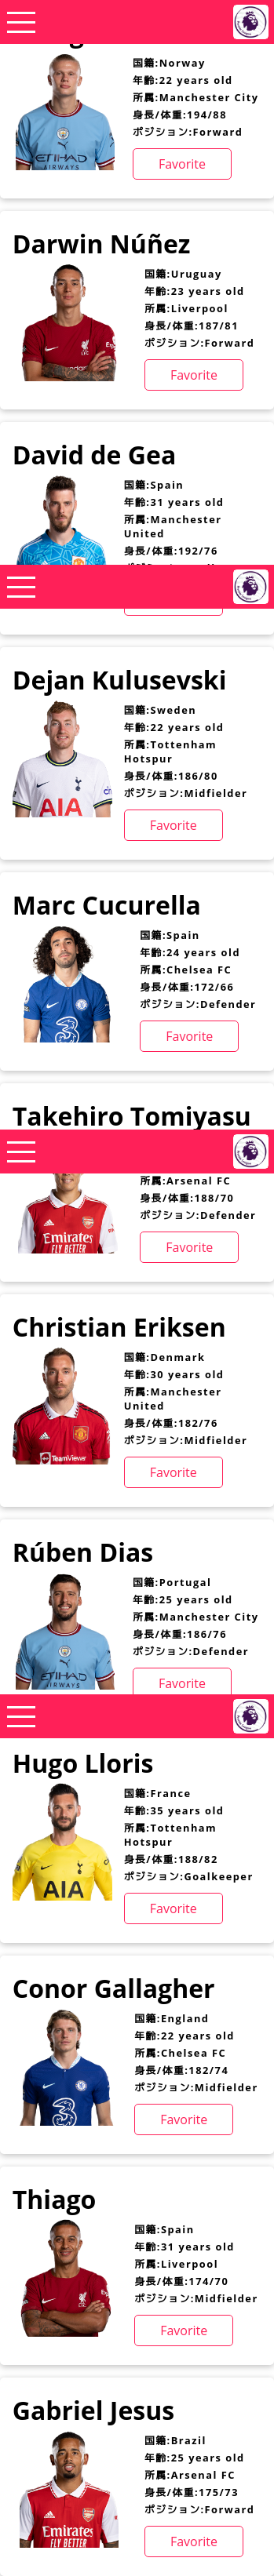 国籍:Norway
年齢:22 years old
所属:Manchester City
身長/体重:194/88
ポジション:Forward
ETIHAD
AIRWAYS
Favorite
Darwin Núñez
国籍:Uruguay
年齢:23 years old
所属:Liverpool
身長/体重:187/81
ポジション:Forward
Favorite
David de Gea
国籍:Spain
年齢:31 years old
所属:Manchester
United
身長/体重:192/76
Dejan Kulusevski
国籍:Sweden
年齢:22 years old
所属:Tottenham
Hotspur
身長/体重:186/80
ポジション:Midfielder
AIA
Favorite
Marc Cucurella
国籍:Spain
年齢:24 years old
所属:Chelsea FC
身長/体重:172/66
ポジション:Defender
3
Favorite
Takehiro Tomiyasu
所属:Arsenal FC
身長/体重:188/70
ポジション:Defender
Emirates
FLY BETTER
Favorite
Christian Eriksen
国籍:Denmark
年齢:30 years old
所属:Manchester
United
身長/体重:182/76
ポジション:Midfielder
TeamViewer
Favorite
Rúben Dias
国籍:Portugal
年齢:25 years old
所属:Manchester City
身長/体重:186/76
ポジション:Defender
ETIHAD
Favorite
Hugo Lloris
国籍:France
年齢:35 years old
所属:Tottenham
Hotspur
身長/体重:188/82
ポジション:Goalkeeper
AIA
Favorite
Conor Gallagher
国籍:England
年齢:22 years old
所属:Chelsea FC
身長/体重:182/74
ポジション:Midfielder
3
Favorite
Thiago
国籍:Spain
年齢:31 years old
所属:Liverpool
身長/体重:174/70
ポジション:Midfielder
Favorite
Gabriel Jesus
国籍:Brazil
年齢:25 years old
所属:Arsenal FC
身長/体重:175/73
ポジション:Forward
Emirates
FLY BETTER
Favorite